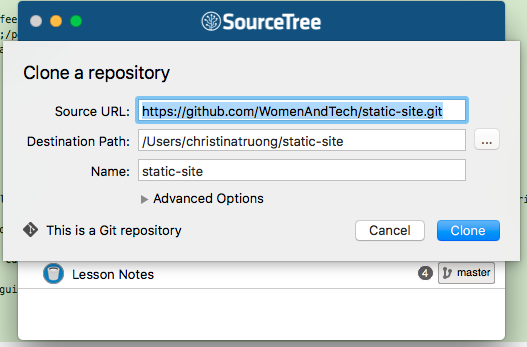 SourceTree
Clone a repository
Source URL: https://github.com/WomenAndTech/static-site.git
Destination Path: /Users/christinatruong/static-site ...
Name: static-site
Advanced Options
This is a Git repository Cancel Clone
Lesson Notes 4 master